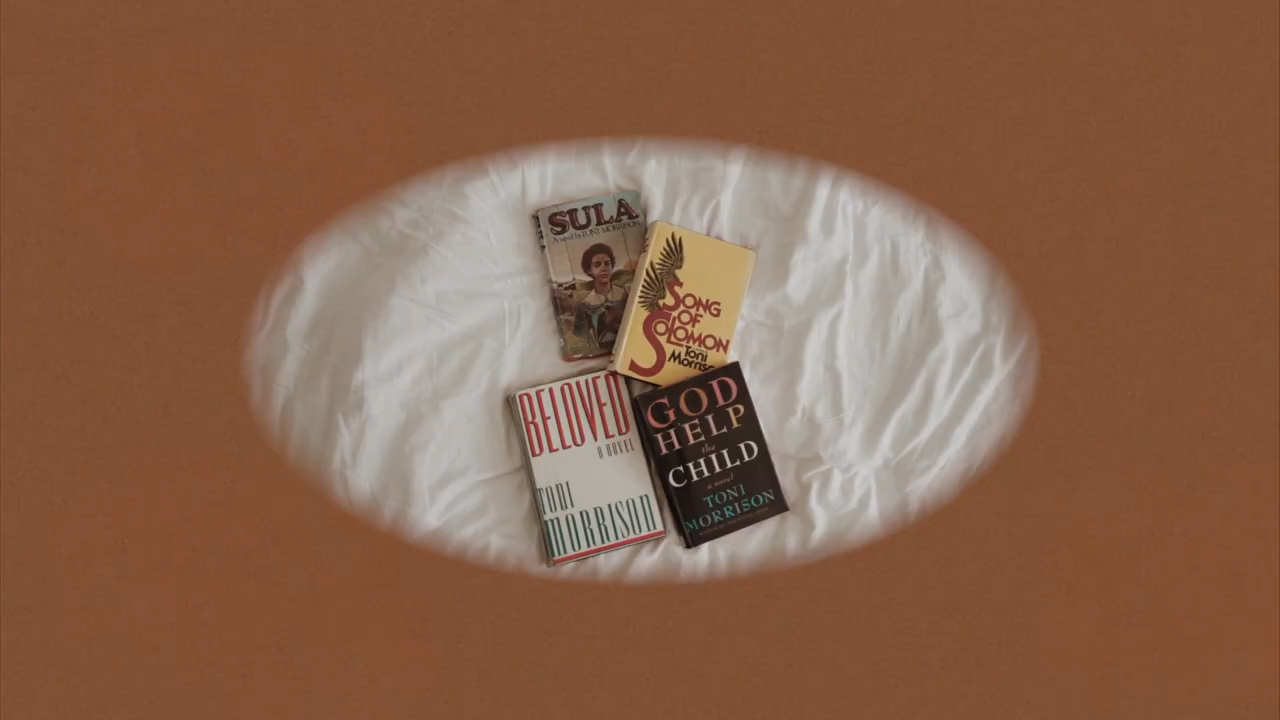 SULA
A novel by TONI MORRISON
SONG
OF
SOLOMON
Toni
BELOVED
A NOVEL
TONI
MORRISON
GOD
HELP
the
CHILD
a novel
TONI
MORRISON